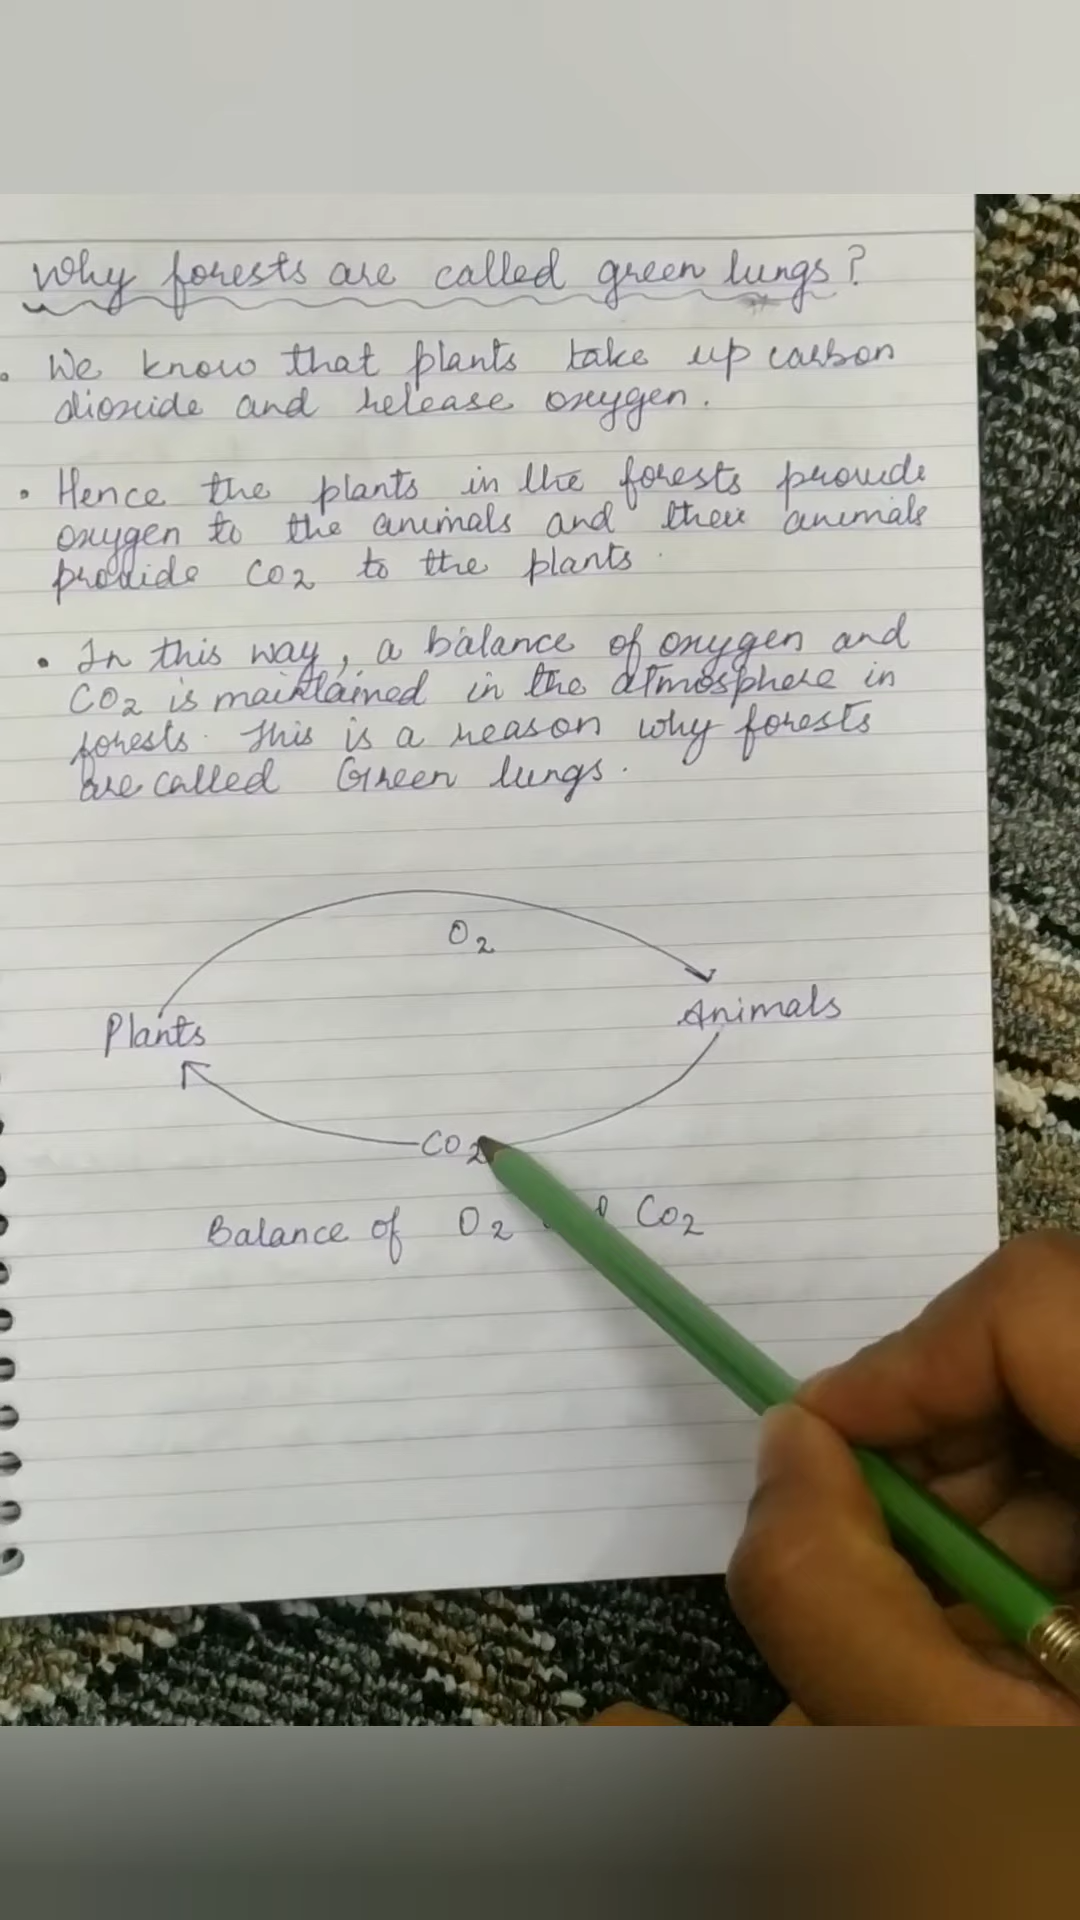 Why forests are called green lungs?
• We know that plants take up carbon
dioxide and release oxygen.
• Hence the plants in the forests provide
oxygen to the animals and their animals
provide CO2 to the plants.
• In this way, a balance of oxygen and
CO2 is maintained in the atmosphere in
forests. This is a reason why forests
are called Green lungs.
O2
Plants
Animals
CO2
Balance of O2 CO2